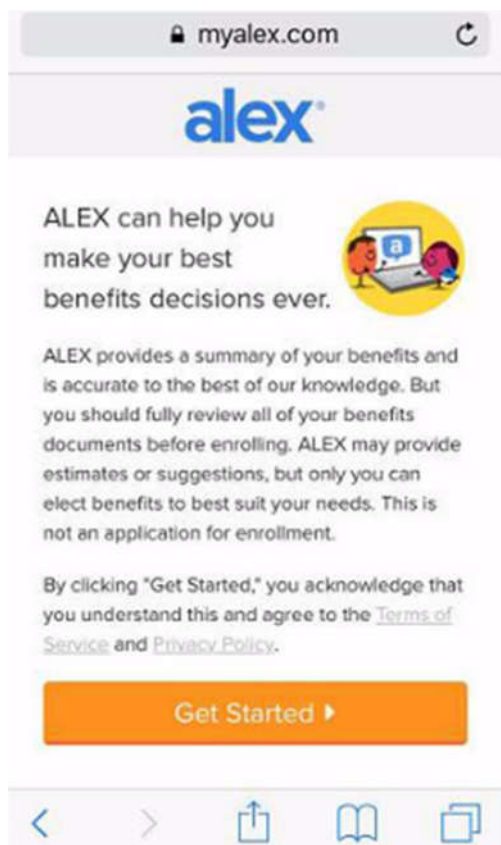 myalex.com
alex
ALEX can help you
make your best
benefits decisions ever.
a
ALEX provides a summary of your benefits and
is accurate to the best of our knowledge. But
you should fully review all of your benefits
documents before enrolling. ALEX may provide
estimates or suggestions, but only you can
elect benefits to best suit your needs. This is
not an application for enrollment.
By clicking "Get Started," you acknowledge that
you understand this and agree to the Terms of
Service and Privacy Policy.
Get Started